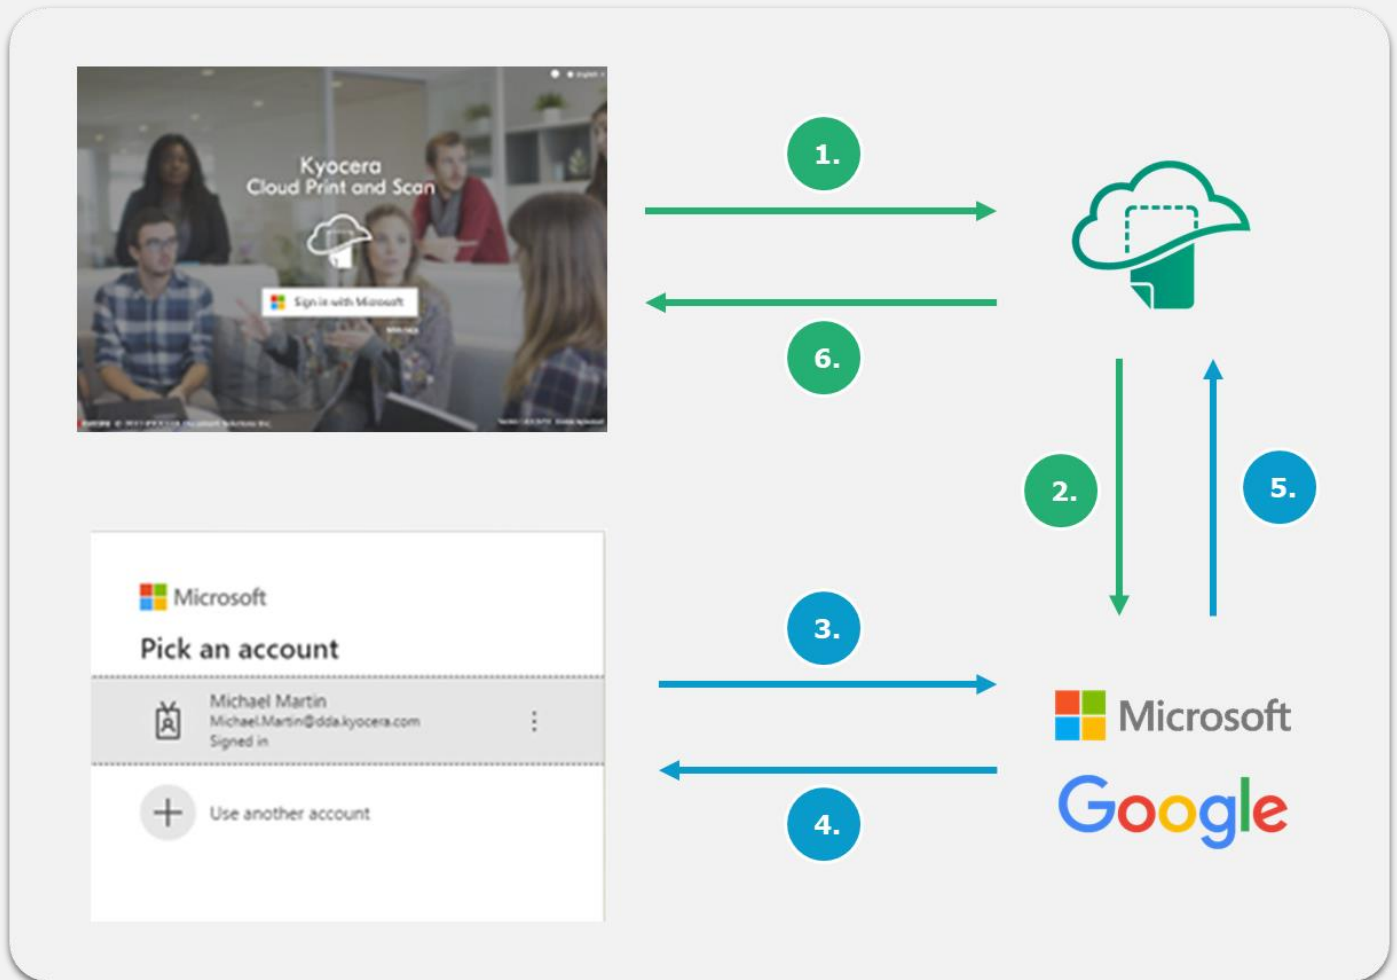 English
Kyocera
Cloud Print and Scan
Sign in with Microsoft
1.
6.
2.
5.
Microsoft
Pick an account
Michael Martin
Michael.Martin@dda.kyocera.com
Signed in
Use another account
3.
4.
Microsoft
Google